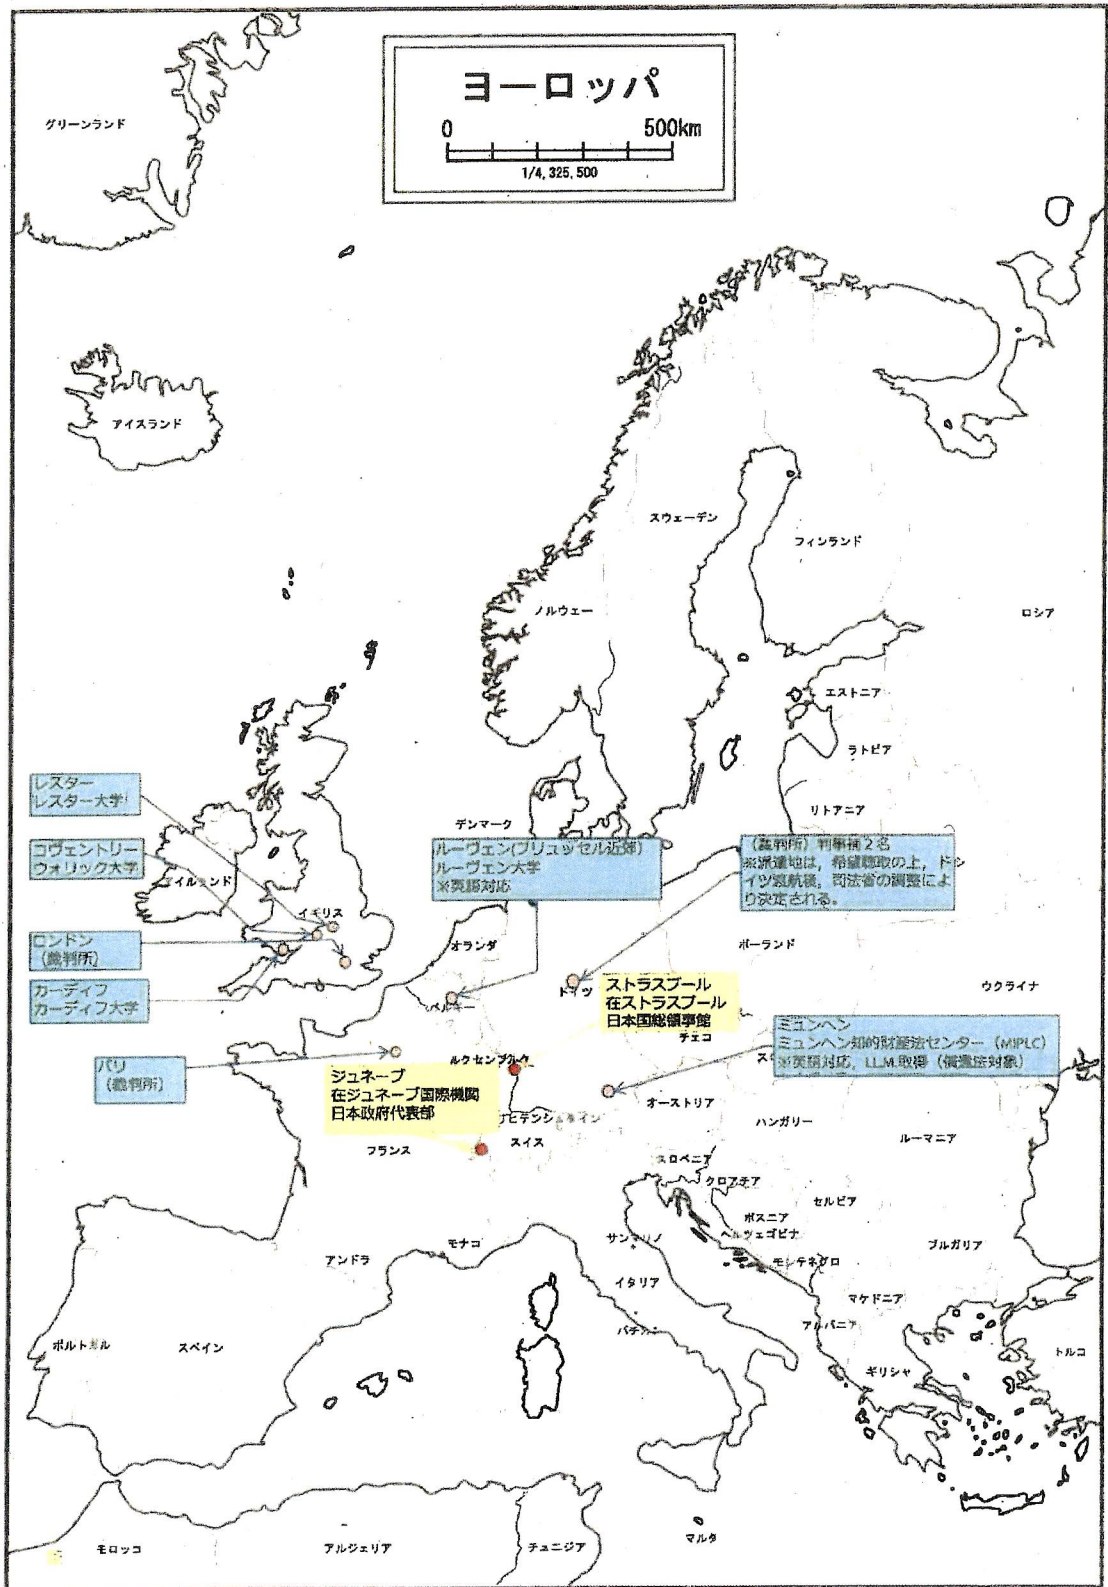 ヨーロッパ
0 500km
1/4,325,500
グリーンランド
アイスランド
スウェーデン
フィンランド
ノルウェー
ロシア
エストニア
ラトビア
リトアニア
レスター
レスター大学
コヴェントリー
ウォリック大学
アイルランド
イギリス
ロンドン
(裁判所)
カーディフ
カーディフ大学
デンマーク
ルーヴェン(ブリュッセル近郊)
ルーヴェン大学
※英語対応
(裁判所) 判事補2名
※派遣地は, 希望聴取の上, ドイ
イツ渡航後, 司法省の調整によ
り決定される。
オランダ
ポーランド
ベルギー
ドイツ
ウクライナ
ストラスブール
在ストラスブール
日本国総領事館
チェコ
ミュンヘン
ミュンヘン知的財産法センター (MIPLC)
※英語対応, LL.M.取得 (償還法対象)
パリ
(裁判所)
ルクセンブルク
ジュネーブ
在ジュネーブ国際機関
日本政府代表部
オーストリア
リヒテンシュタイン
スイス
ハンガリー
ルーマニア
フランス
スロベニア
クロアチア
セルビア
ボスニア
ヘルツェゴビナ
モナコ
サンマリノ
アンドラ
モンテネグロ
ブルガリア
イタリア
マケドニア
バチカン
アルバニア
ポルトガル
スペイン
ギリシャ
トルコ
マルタ
モロッコ
アルジェリア
チュニジア